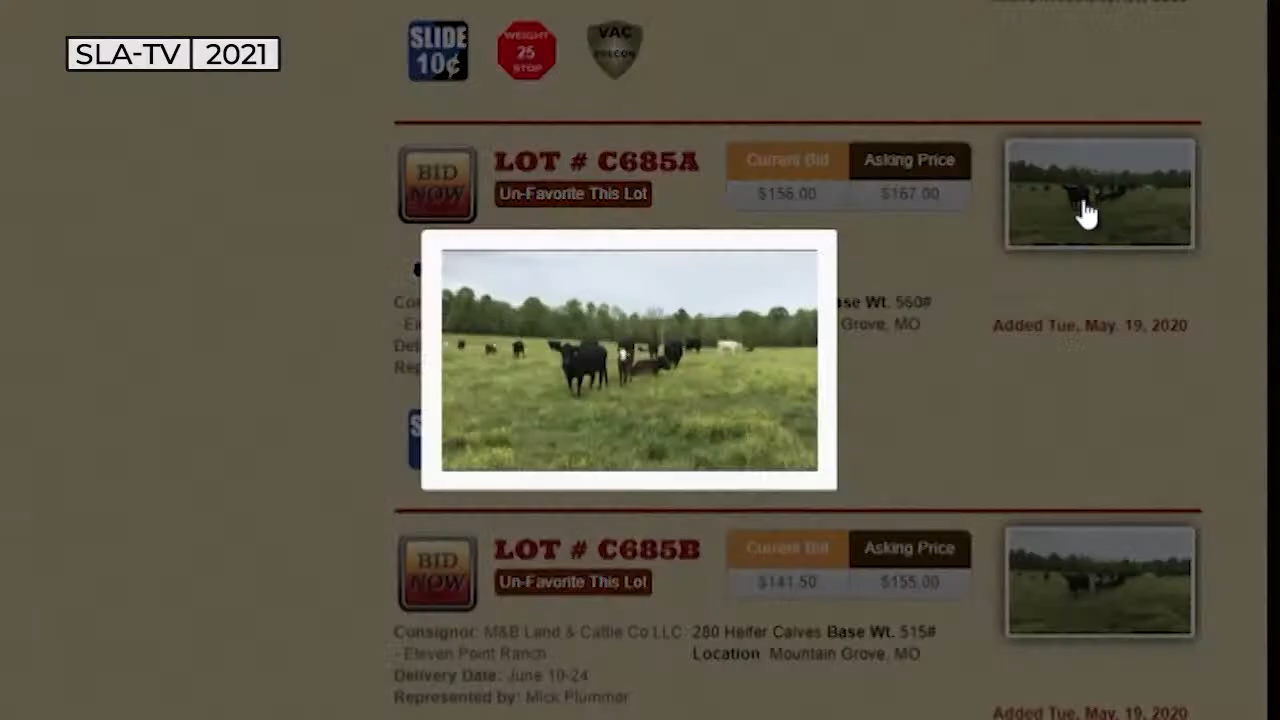 SLA-TV | 2021
SLIDE
10¢
WEIGHT
25
STOP
VAC
PRECON
BID
NOW
LOT # C685A
Un-Favorite This Lot
Current Bid Asking Price
$156.00 $167.00
Wt. 560#
Grove, MO
Added Tue, May. 19, 2020
BID
NOW
LOT # C685B
Un-Favorite This Lot
Current Bid Asking Price
$141.50 $155.00
Consignor: M&B Land & Cattle Co LLC 280 Heifer Calves Base Wt. 515#
- Eleven Point Ranch Location Mountain Grove, MO
Delivery Date: June 10-24
Represented by: Mick Plummer
Added Tue, May. 19, 2020